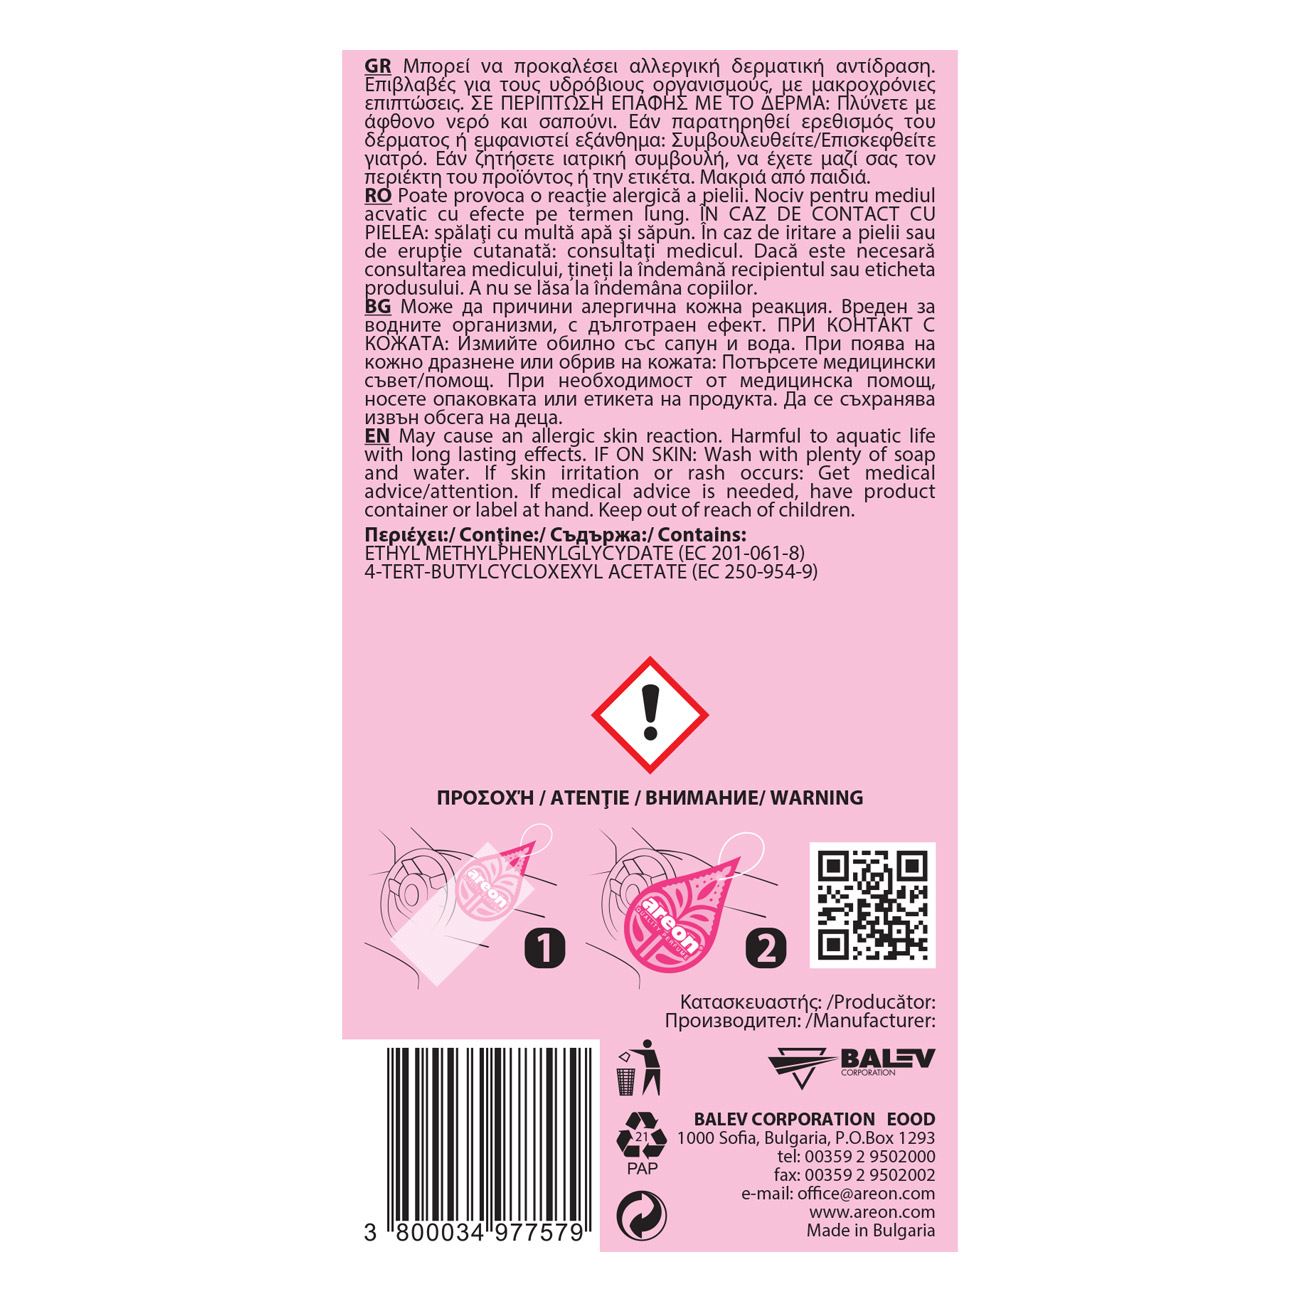 GR Μπορεί να προκαλέσει αλλεργική δερματική αντίδραση.
Επιβλαβές για τους υδρόβιους οργανισμούς, με μακροχρόνιες
επιπτώσεις. ΣΕ ΠΕΡΙΠΤΩΣΗ ΕΠΑΦΗΣ ΜΕ ΤΟ ΔΕΡΜΑ: Πλύνετε με
άφθονο νερό και σαπούνι. Εάν παρατηρηθεί ερεθισμός του
δέρματος ή εμφανιστεί εξάνθημα: Συμβουλευθείτε/Επισκεφθείτε
γιατρό. Εάν ζητήσετε ιατρική συμβουλή, να έχετε μαζί σας τον
περιέκτη του προϊόντος ή την ετικέτα. Μακριά από παιδιά.
RO Poate provoca o reacţie alergică a pielii. Nociv pentru mediul
acvatic cu efecte pe termen lung. ÎN CAZ DE CONTACT CU
PIELEA: spălaţi cu multă apă şi săpun. În caz de iritare a pielii sau
de erupţie cutanată: consultaţi medicul. Dacă este necesară
consultarea medicului, ţineţi la îndemână recipientul sau eticheta
produsului. A nu se lăsa la îndemâna copiilor.
BG Може да причини алергична кожна реакция. Вреден за
водните организми, с дълготраен ефект. ПРИ КОНТАКТ С
КОЖАТА: Измийте обилно със сапун и вода. При поява на
кожно дразнене или обрив на кожата: Потърсете медицински
съвет/помощ. При необходимост от медицинска помощ,
носете опаковката или етикета на продукта. Да се съхранява
извън обсега на деца.
EN May cause an allergic skin reaction. Harmful to aquatic life
with long lasting effects. IF ON SKIN: Wash with plenty of soap
and water. If skin irritation or rash occurs: Get medical
advice/attention. If medical advice is needed, have product
container or label at hand. Keep out of reach of children.
Περιέχει:/ Conţine:/ Съдържа:/ Contains:
ETHYL METHYLPHENYLGLYCYDATE (EC 201-061-8)
4-TERT-BUTYLCYCLOXEXYL ACETATE (EC 250-954-9)
ΠΡΟΣΟΧΉ / ATENŢIE / ВНИМАНИЕ/ WARNING
areon
1
areon
QUALITY PERFUME
2
Κατασκευαστής: /Producător:
Производител: /Manufacturer:
BALEV
CORPORATION
BALEV CORPORATION EOOD
1000 Sofia, Bulgaria, P.O.Box 1293
tel: 00359 2 9502000
fax: 00359 2 9502002
e-mail: office@areon.com
www.areon.com
Made in Bulgaria
21
PAP
3 800034 977579